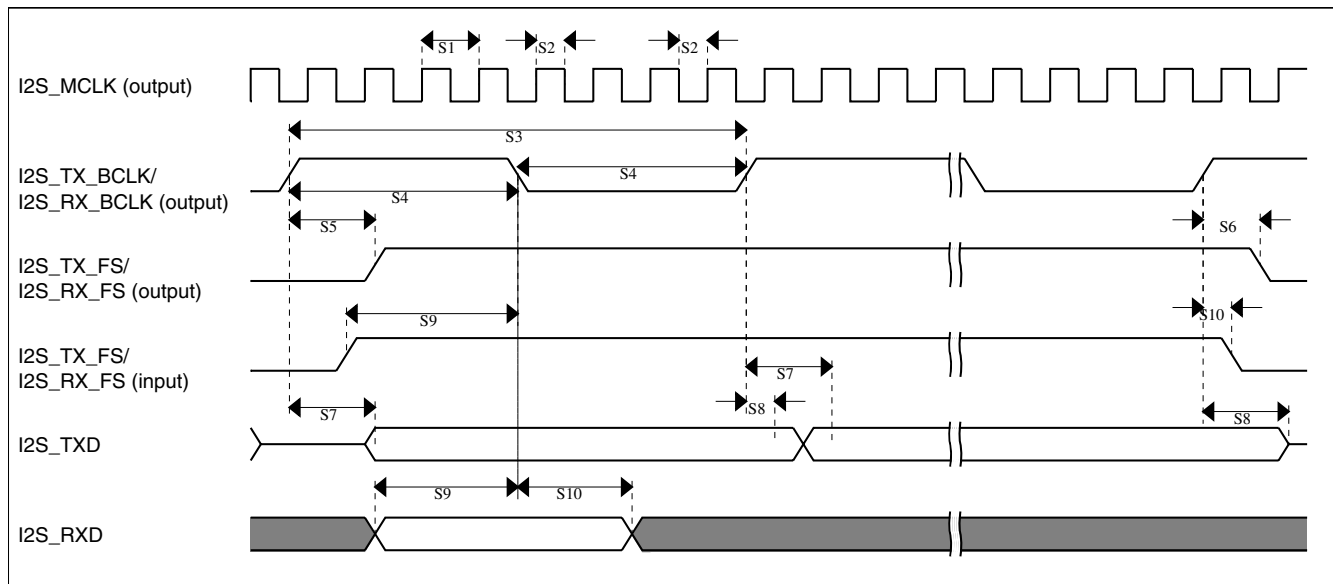 S1
S2
S2
I2S_MCLK (output)
S3
I2S_TX_BCLK/
I2S_RX_BCLK (output)
S4
S4
S5
S6
I2S_TX_FS/
I2S_RX_FS (output)
S9
S10
I2S_TX_FS/
I2S_RX_FS (input)
S7
S7
S8
S8
I2S_TXD
S9
S10
I2S_RXD